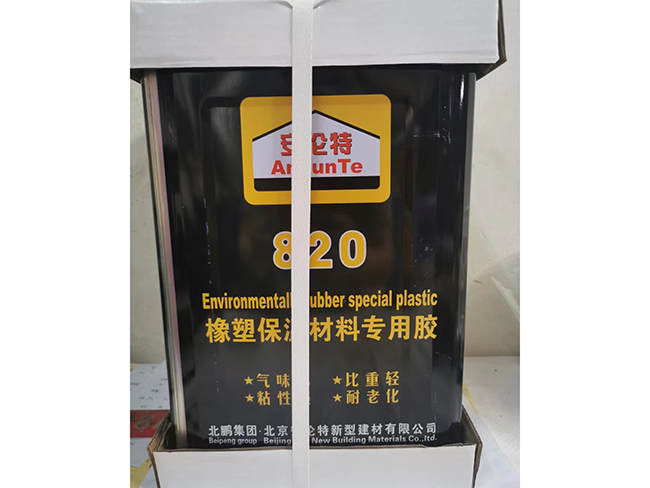 安伦特
820
special plastic
橡塑保 材料专用胶
★气味 ★比重轻
★粘性 ★耐老化
北鹏集团·北京 伦特新型建材有限公司
Beipeng group New Building Materials Co.,ltd.